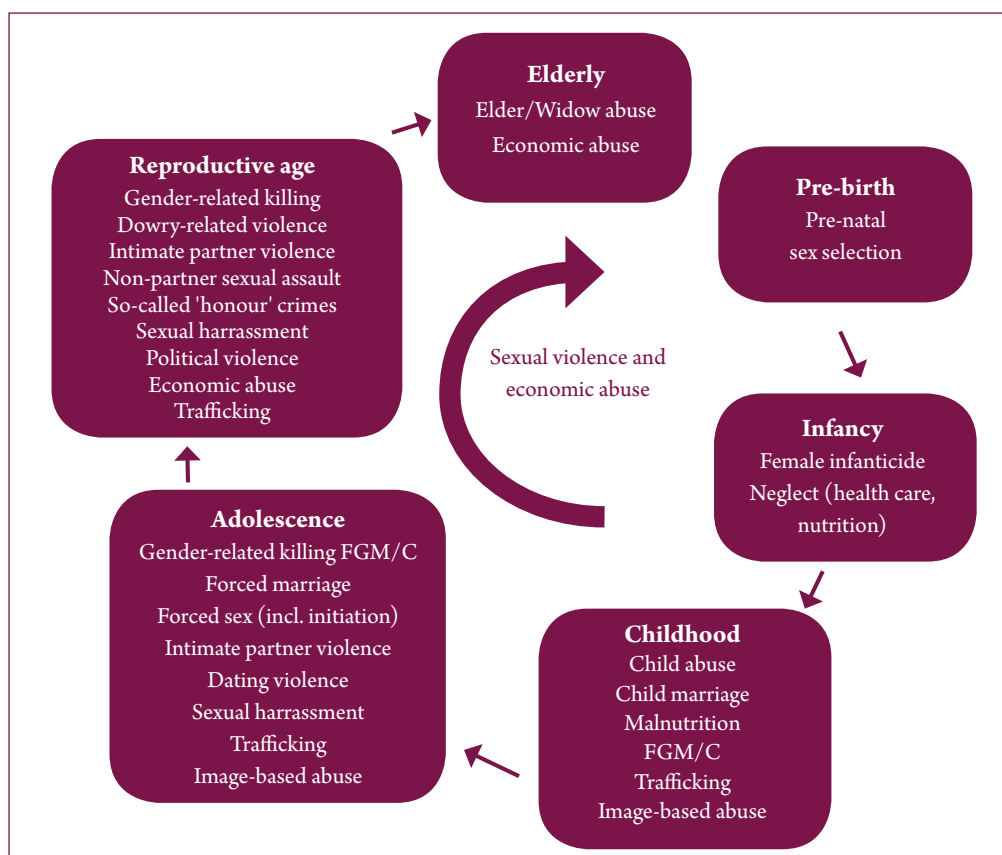 Elderly
Elder/Widow abuse
Economic abuse
Pre-birth
Pre-natal
sex selection
Infancy
Female infanticide
Neglect (health care,
nutrition)
Childhood
Child abuse
Child marriage
Malnutrition
FGM/C
Trafficking
Image-based abuse
Adolescence
Gender-related killing FGM/C
Forced marriage
Forced sex (incl. initiation)
Intimate partner violence
Dating violence
Sexual harrassment
Trafficking
Image-based abuse
Reproductive age
Gender-related killing
Dowry-related violence
Intimate partner violence
Non-partner sexual assault
So-called 'honour' crimes
Sexual harrassment
Political violence
Economic abuse
Trafficking
Sexual violence and
economic abuse